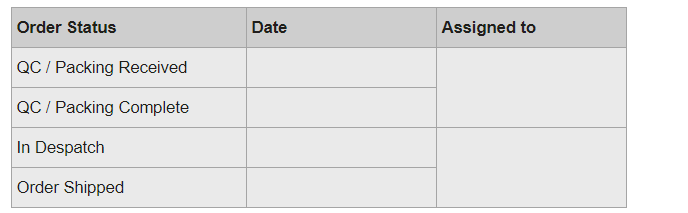 Order Status Date Assigned to
QC / Packing Received
QC / Packing Complete
In Despatch
Order Shipped